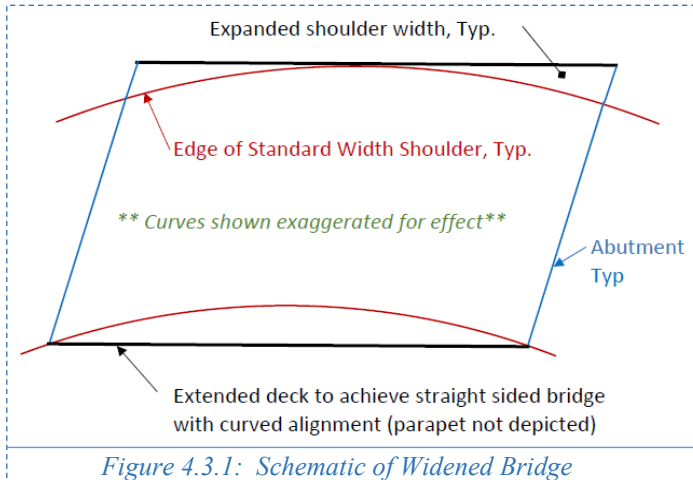 Expanded shoulder width, Typ.
Edge of Standard Width Shoulder, Typ.
** Curves shown exaggerated for effect**
Abutment
Typ
Extended deck to achieve straight sided bridge
with curved alignment (parapet not depicted)
Figure 4.3.1:  Schematic of Widened Bridge